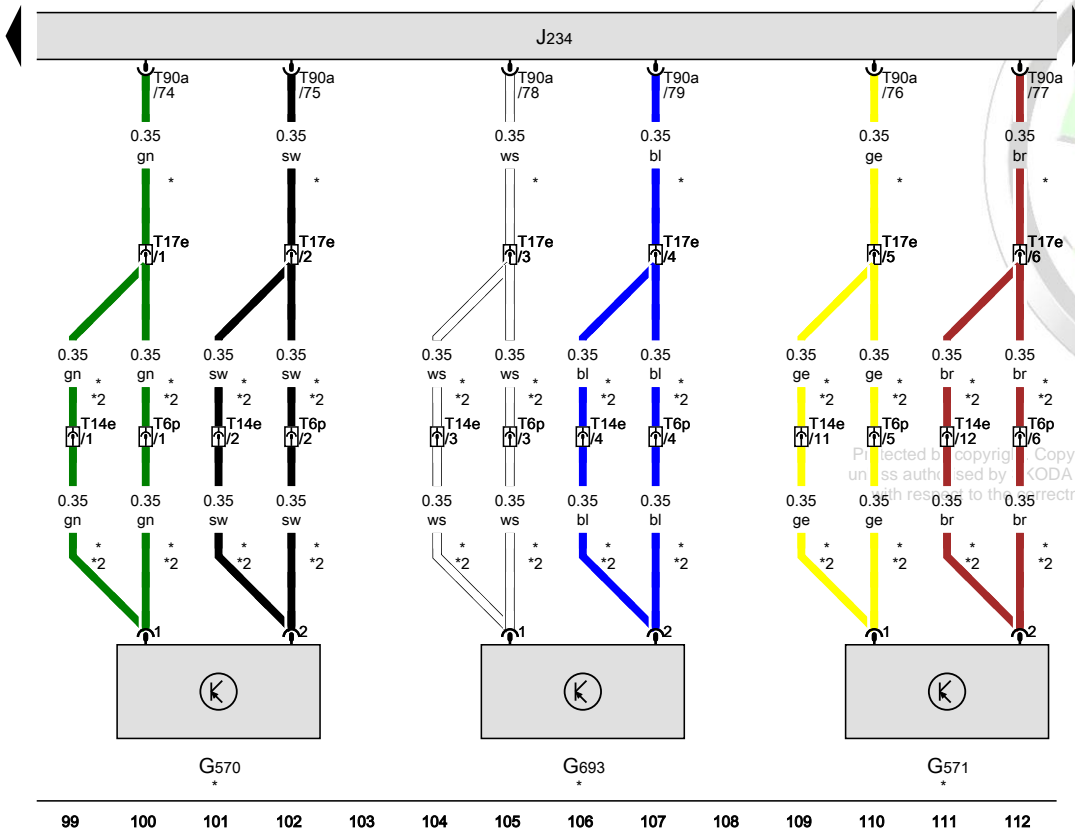 J234
T90a T90a T90a T90a T90a T90a
/74 /75 /78 /79 /76 /77
0.35 0.35 0.35 0.35 0.35 0.35
gn sw ws bl ge br
* * * * * *
T17e T17e T17e T17e T17e T17e
/1 /2 /3 /4 /5 /6
0.35 0.35 0.35 0.35 0.35 0.35 0.35 0.35 0.35 0.35 0.35 0.35
gn gn sw sw ws ws bl bl ge ge br br
* * * * * * * * * * * *
*2 *2 *2 *2 *2 *2 *2 *2 *2 *2 *2 *2
T14e T6p T14e T6p T14e T6p T14e T6p T14e T6p T14e T6p
/1 /1 /2 /2 /3 /3 /4 /4 /11 /5 /12 /6
copyright. Copy
by
with respect to the correctn
0.35 0.35 0.35 0.35 0.35 0.35 0.35 0.35 0.35 0.35 0.35 0.35
gn gn sw sw ws ws bl bl ge ge br br
* * * * * * * * * * * *
*2 *2 *2 *2 *2 *2 *2 *2 *2 *2 *2 *2
1 2 1 2 1 2
G570 G693 G571
* * *
99 100 101 102 103 104 105 106 107 108 109 110 111 112